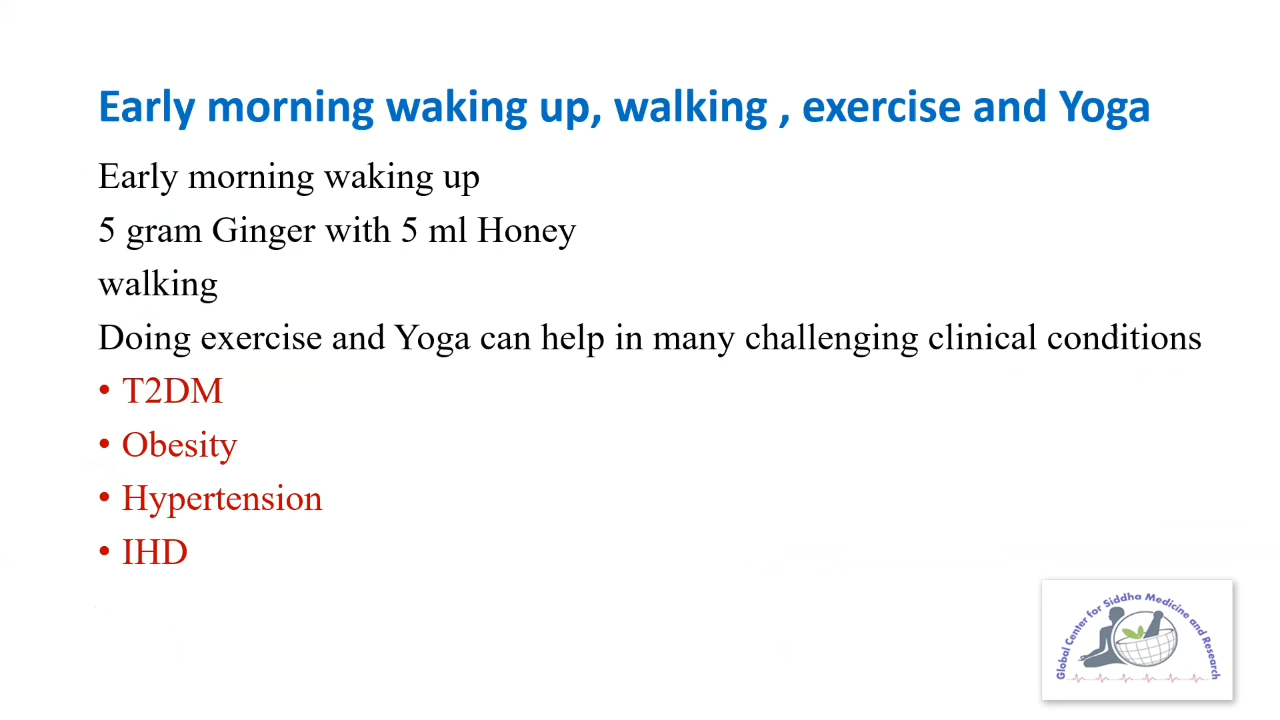 Early morning waking up, walking , exercise and Yoga
Early morning waking up
5 gram Ginger with 5 ml Honey
walking
Doing exercise and Yoga can help in many challenging clinical conditions
• T2DM
• Obesity
• Hypertension
• IHD
Global Center for Siddha Medicine and Research